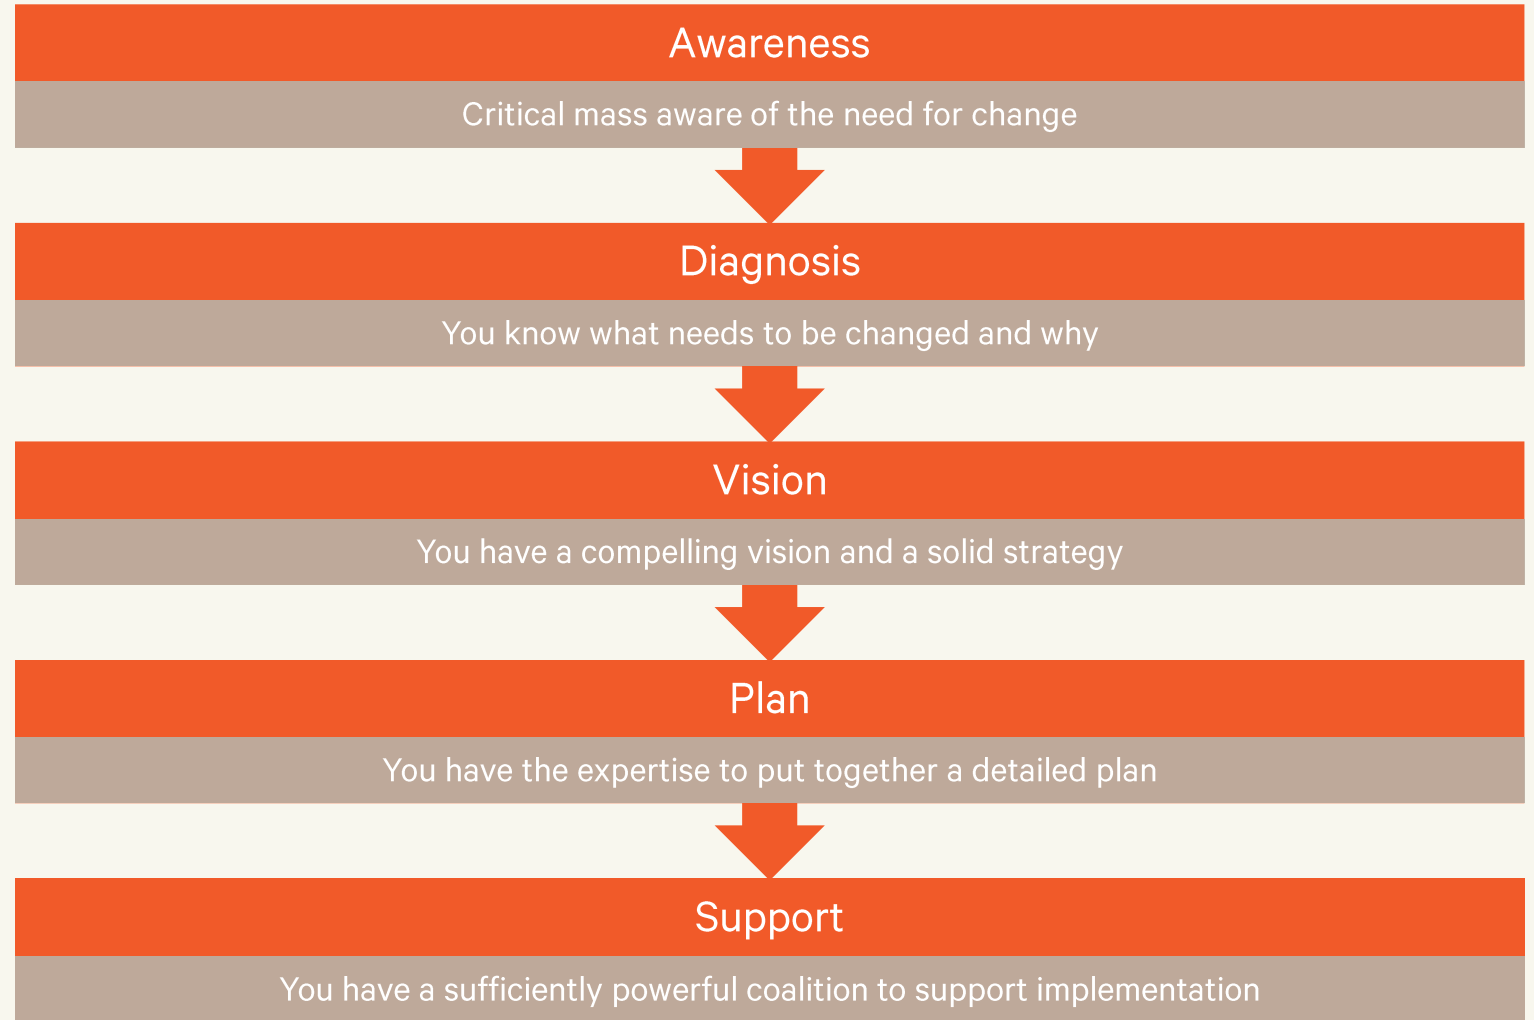 Awareness
Critical mass aware of the need for change
Diagnosis
You know what needs to be changed and why
Vision
You have a compelling vision and a solid strategy
Plan
You have the expertise to put together a detailed plan
Support
You have a sufficiently powerful coalition to support implementation